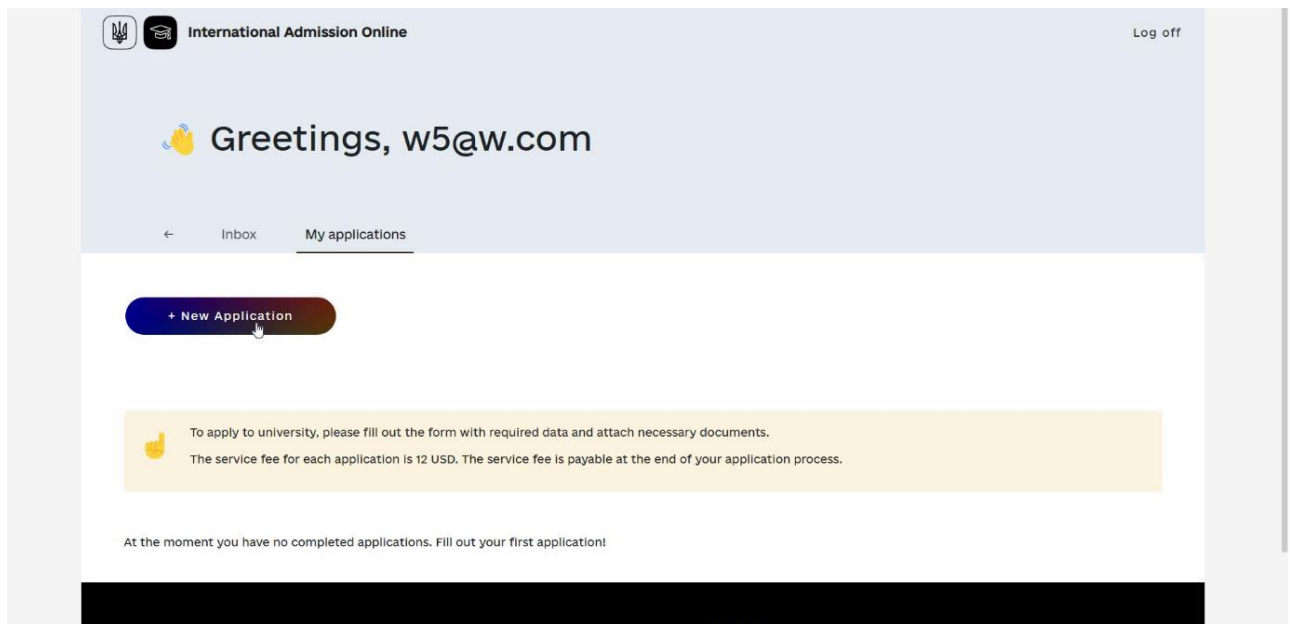 International Admission Online
Log off
Greetings, w5@w.com
← Inbox My applications
+ New Application
To apply to university, please fill out the form with required data and attach necessary documents.
The service fee for each application is 12 USD. The service fee is payable at the end of your application process.
At the moment you have no completed applications. Fill out your first application!